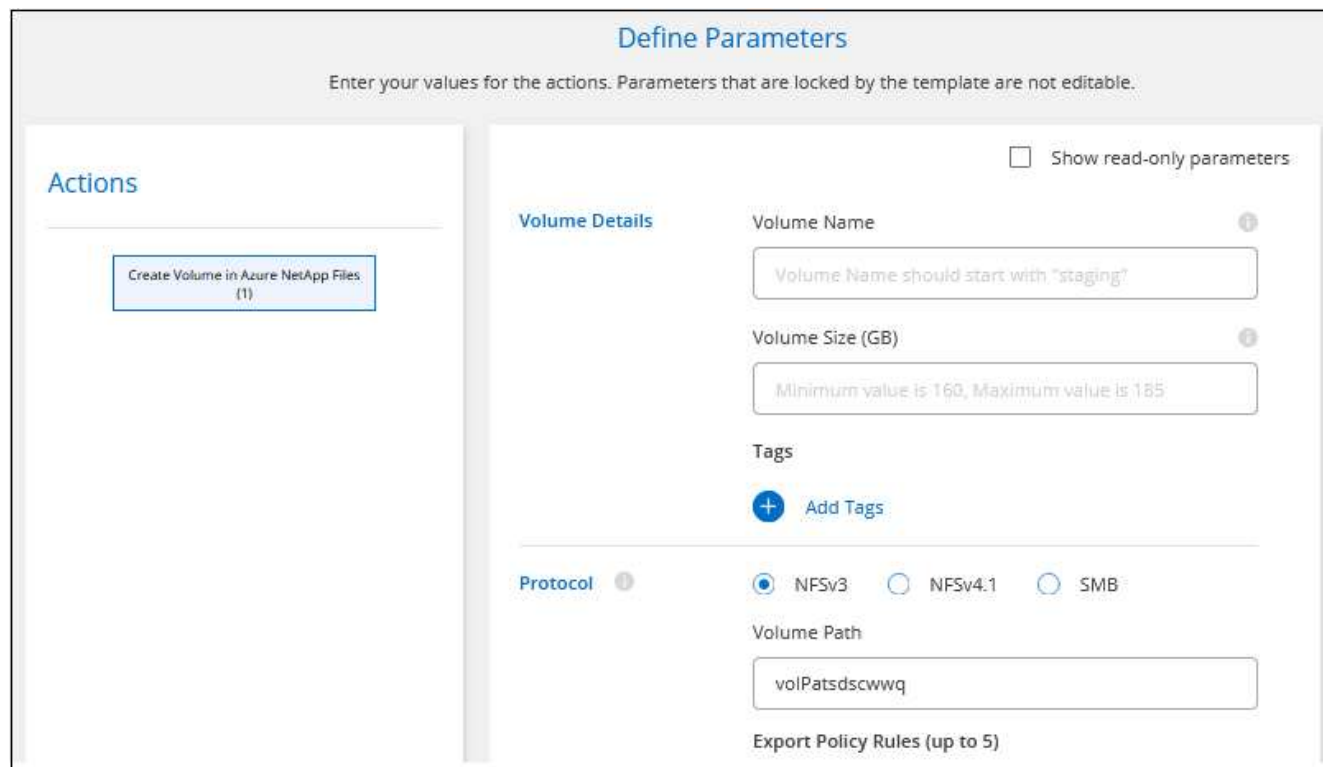 Define Parameters
Enter your values for the actions. Parameters that are locked by the template are not editable.
Actions
Create Volume in Azure NetApp Files
(1)
Show read-only parameters
Volume Details
Volume Name
Volume Name should start with "staging"
Volume Size (GB)
Minimum value is 160, Maximum value is 185
Tags
Add Tags
Protocol
NFSv3 NFSv4.1 SMB
Volume Path
volPatsdscwwq
Export Policy Rules (up to 5)